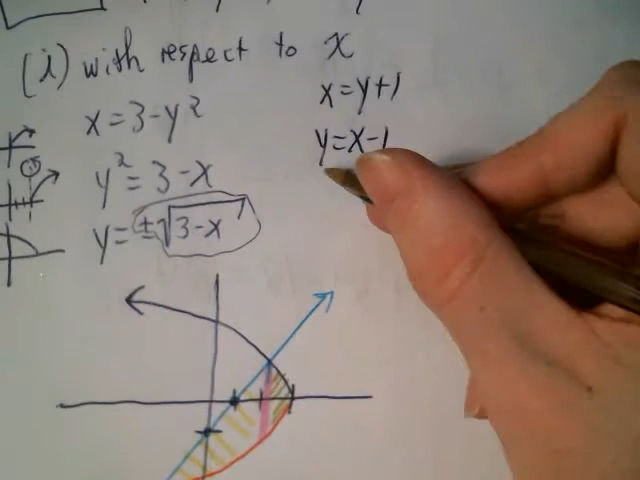 (i) with respect to x
x = 3 - y²
y² = 3 - x
y = ±√3-x
x = y+1
y = x-1